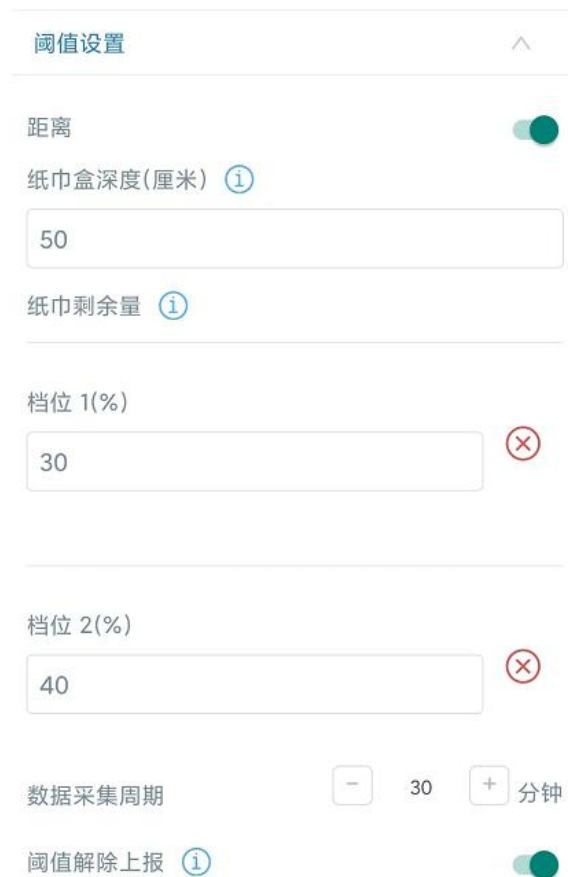 阈值设置
距离
纸巾盒深度(厘米)
50
纸巾剩余量
档位 1(%)
30
档位 2(%)
40
数据采集周期 - 30 + 分钟
阈值解除上报